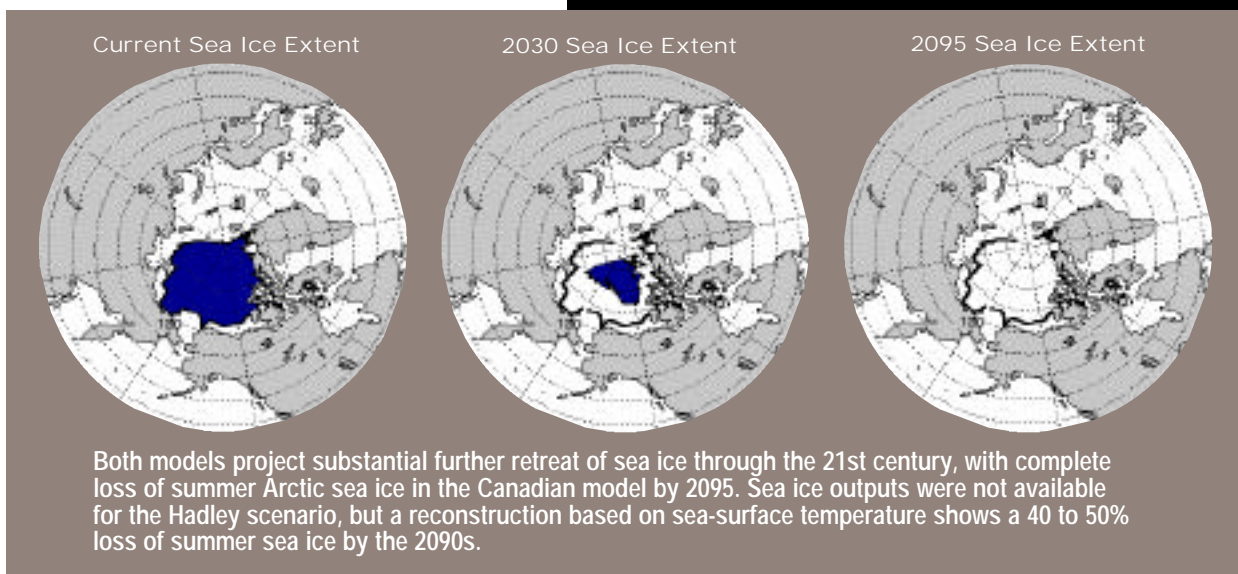 Current Sea Ice Extent
2030 Sea Ice Extent
2095 Sea Ice Extent
Both models project substantial further retreat of sea ice through the 21st century, with complete
loss of summer Arctic sea ice in the Canadian model by 2095. Sea ice outputs were not available
for the Hadley scenario, but a reconstruction based on sea-surface temperature shows a 40 to 50%
loss of summer sea ice by the 2090s.